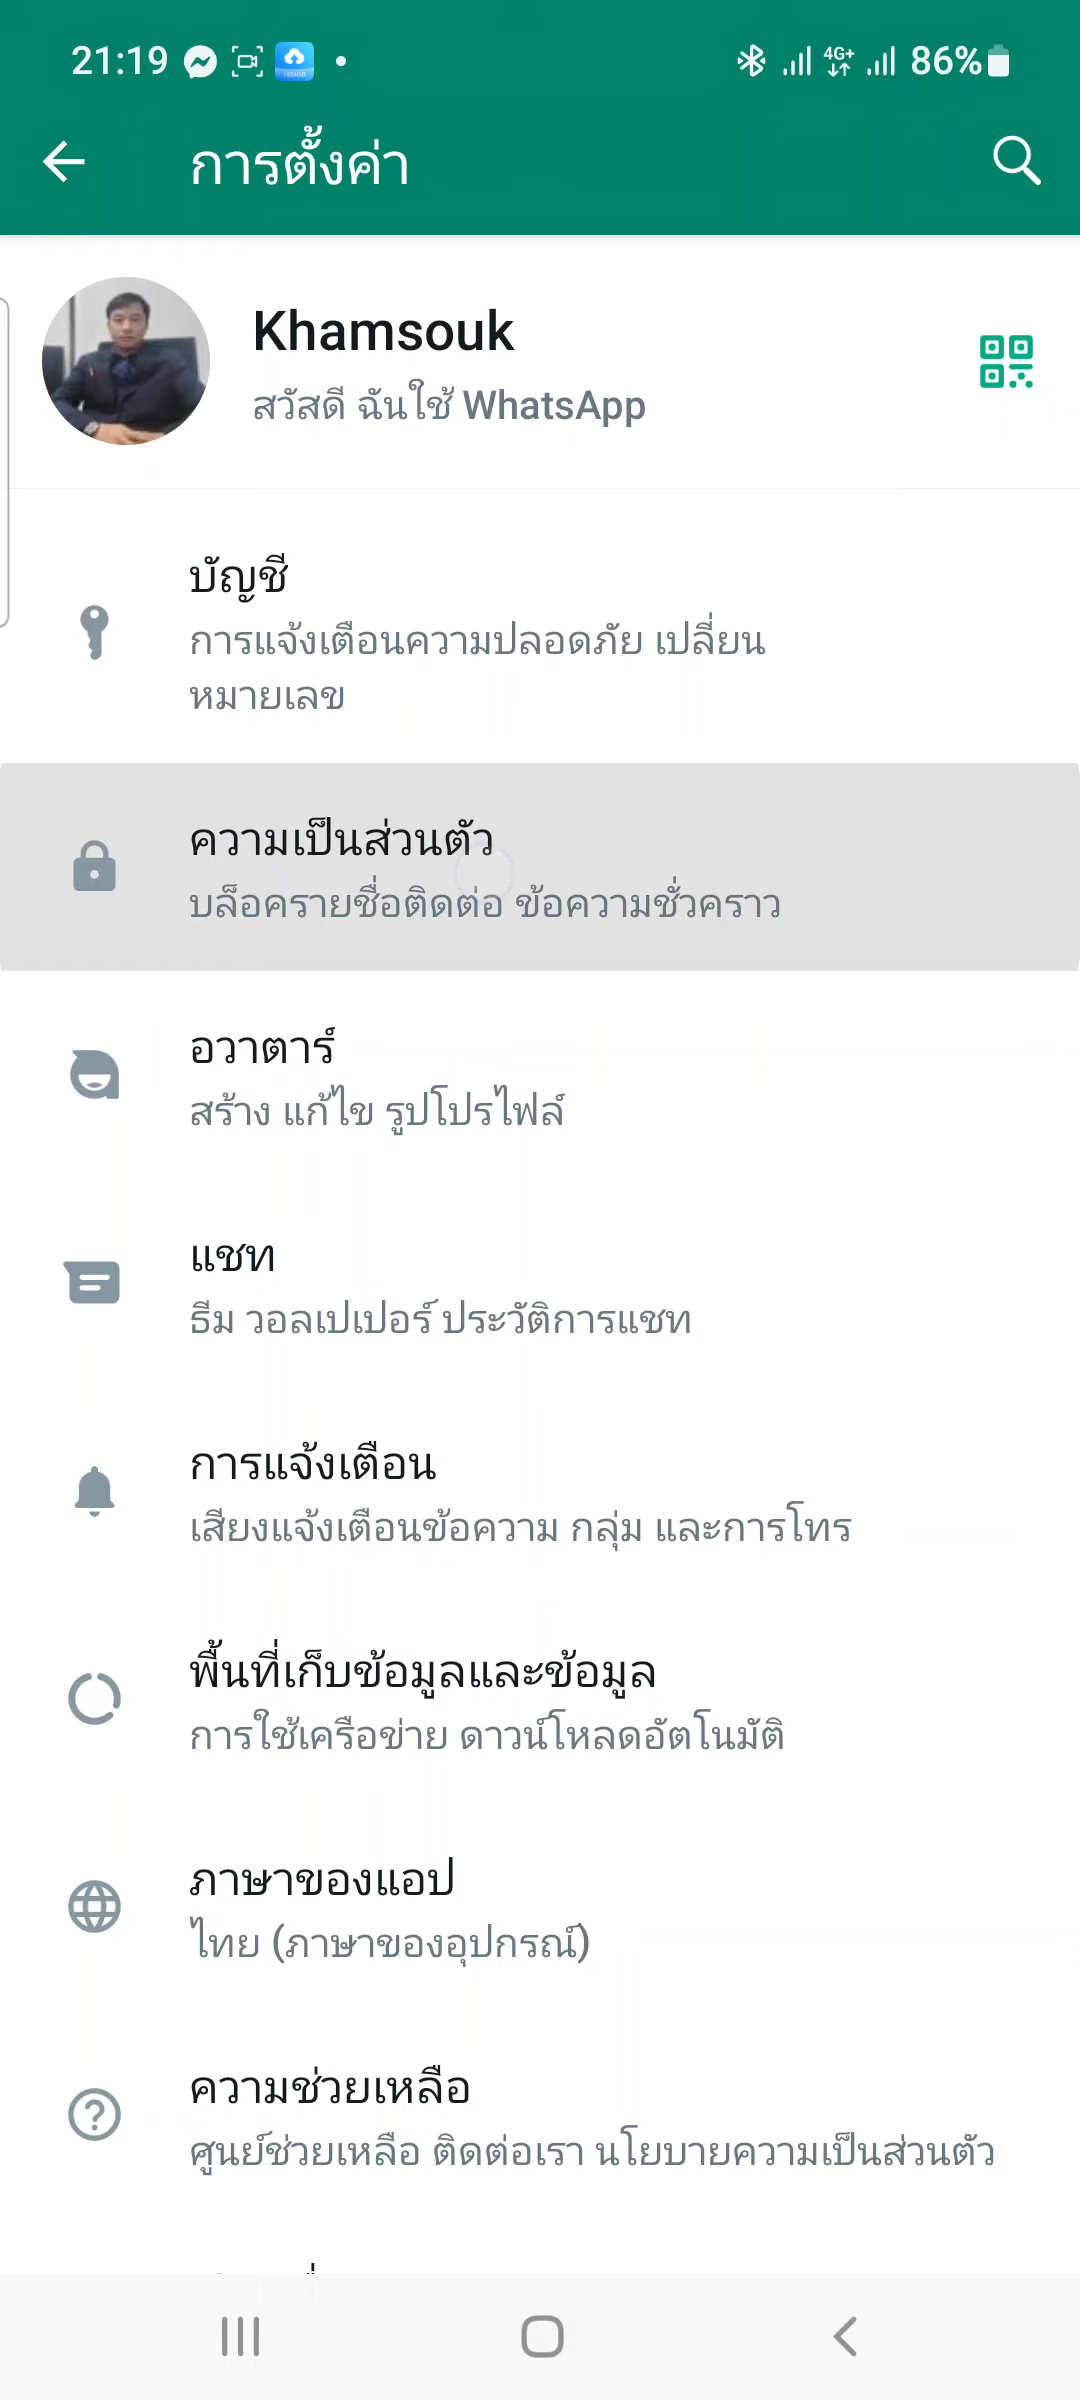 21:19 4G+ 86%
การตั้งค่า
Khamsouk
สวัสดี ฉันใช้ WhatsApp
บัญชี
การแจ้งเตือนความปลอดภัย เปลี่ยน
หมายเลข
ความเป็นส่วนตัว
บล็อครายชื่อติดต่อ ข้อความชั่วคราว
อวาตาร์
สร้าง แก้ไข รูปโปรไฟล์
แชท
ธีม วอลเปเปอร์ ประวัติการแชท
การแจ้งเตือน
เสียงแจ้งเตือนข้อความ กลุ่ม และการโทร
พื้นที่เก็บข้อมูลและข้อมูล
การใช้เครือข่าย ดาวน์โหลดอัตโนมัติ
ภาษาของแอป
ไทย (ภาษาของอุปกรณ์)
ความช่วยเหลือ
ศูนย์ช่วยเหลือ ติดต่อเรา นโยบายความเป็นส่วนตัว